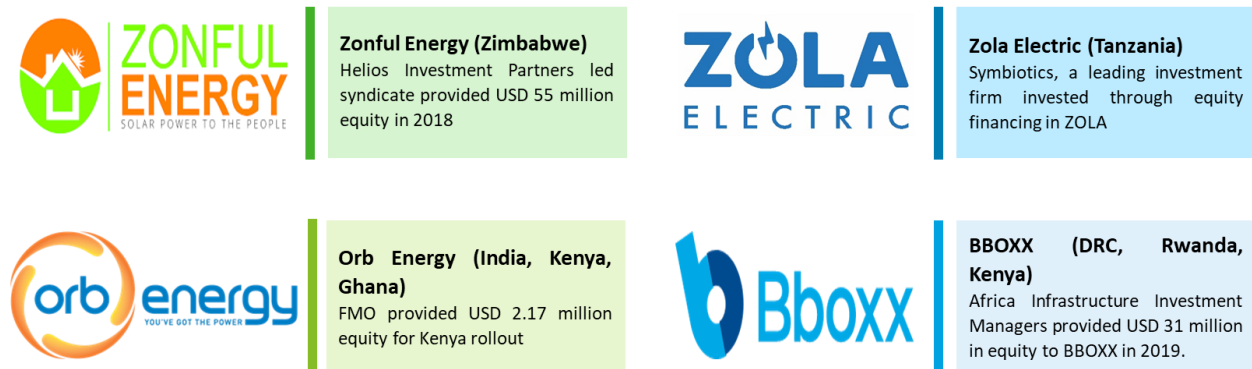 ZONFUL
ENERGY
SOLAR POWER TO THE PEOPLE
Zonful Energy (Zimbabwe)
Helios Investment Partners led
syndicate provided USD 55 million
equity in 2018
ZOLA
ELECTRIC
Zola Electric (Tanzania)
Symbiotics, a leading investment
firm invested through equity
financing in ZOLA
orb energy
YOU'VE GOT THE POWER
Orb Energy (India, Kenya,
Ghana)
FMO provided USD 2.17 million
equity for Kenya rollout
Bboxx
BBOXX (DRC, Rwanda,
Kenya)
Africa Infrastructure Investment
Managers provided USD 31 million
in equity to BBOXX in 2019.